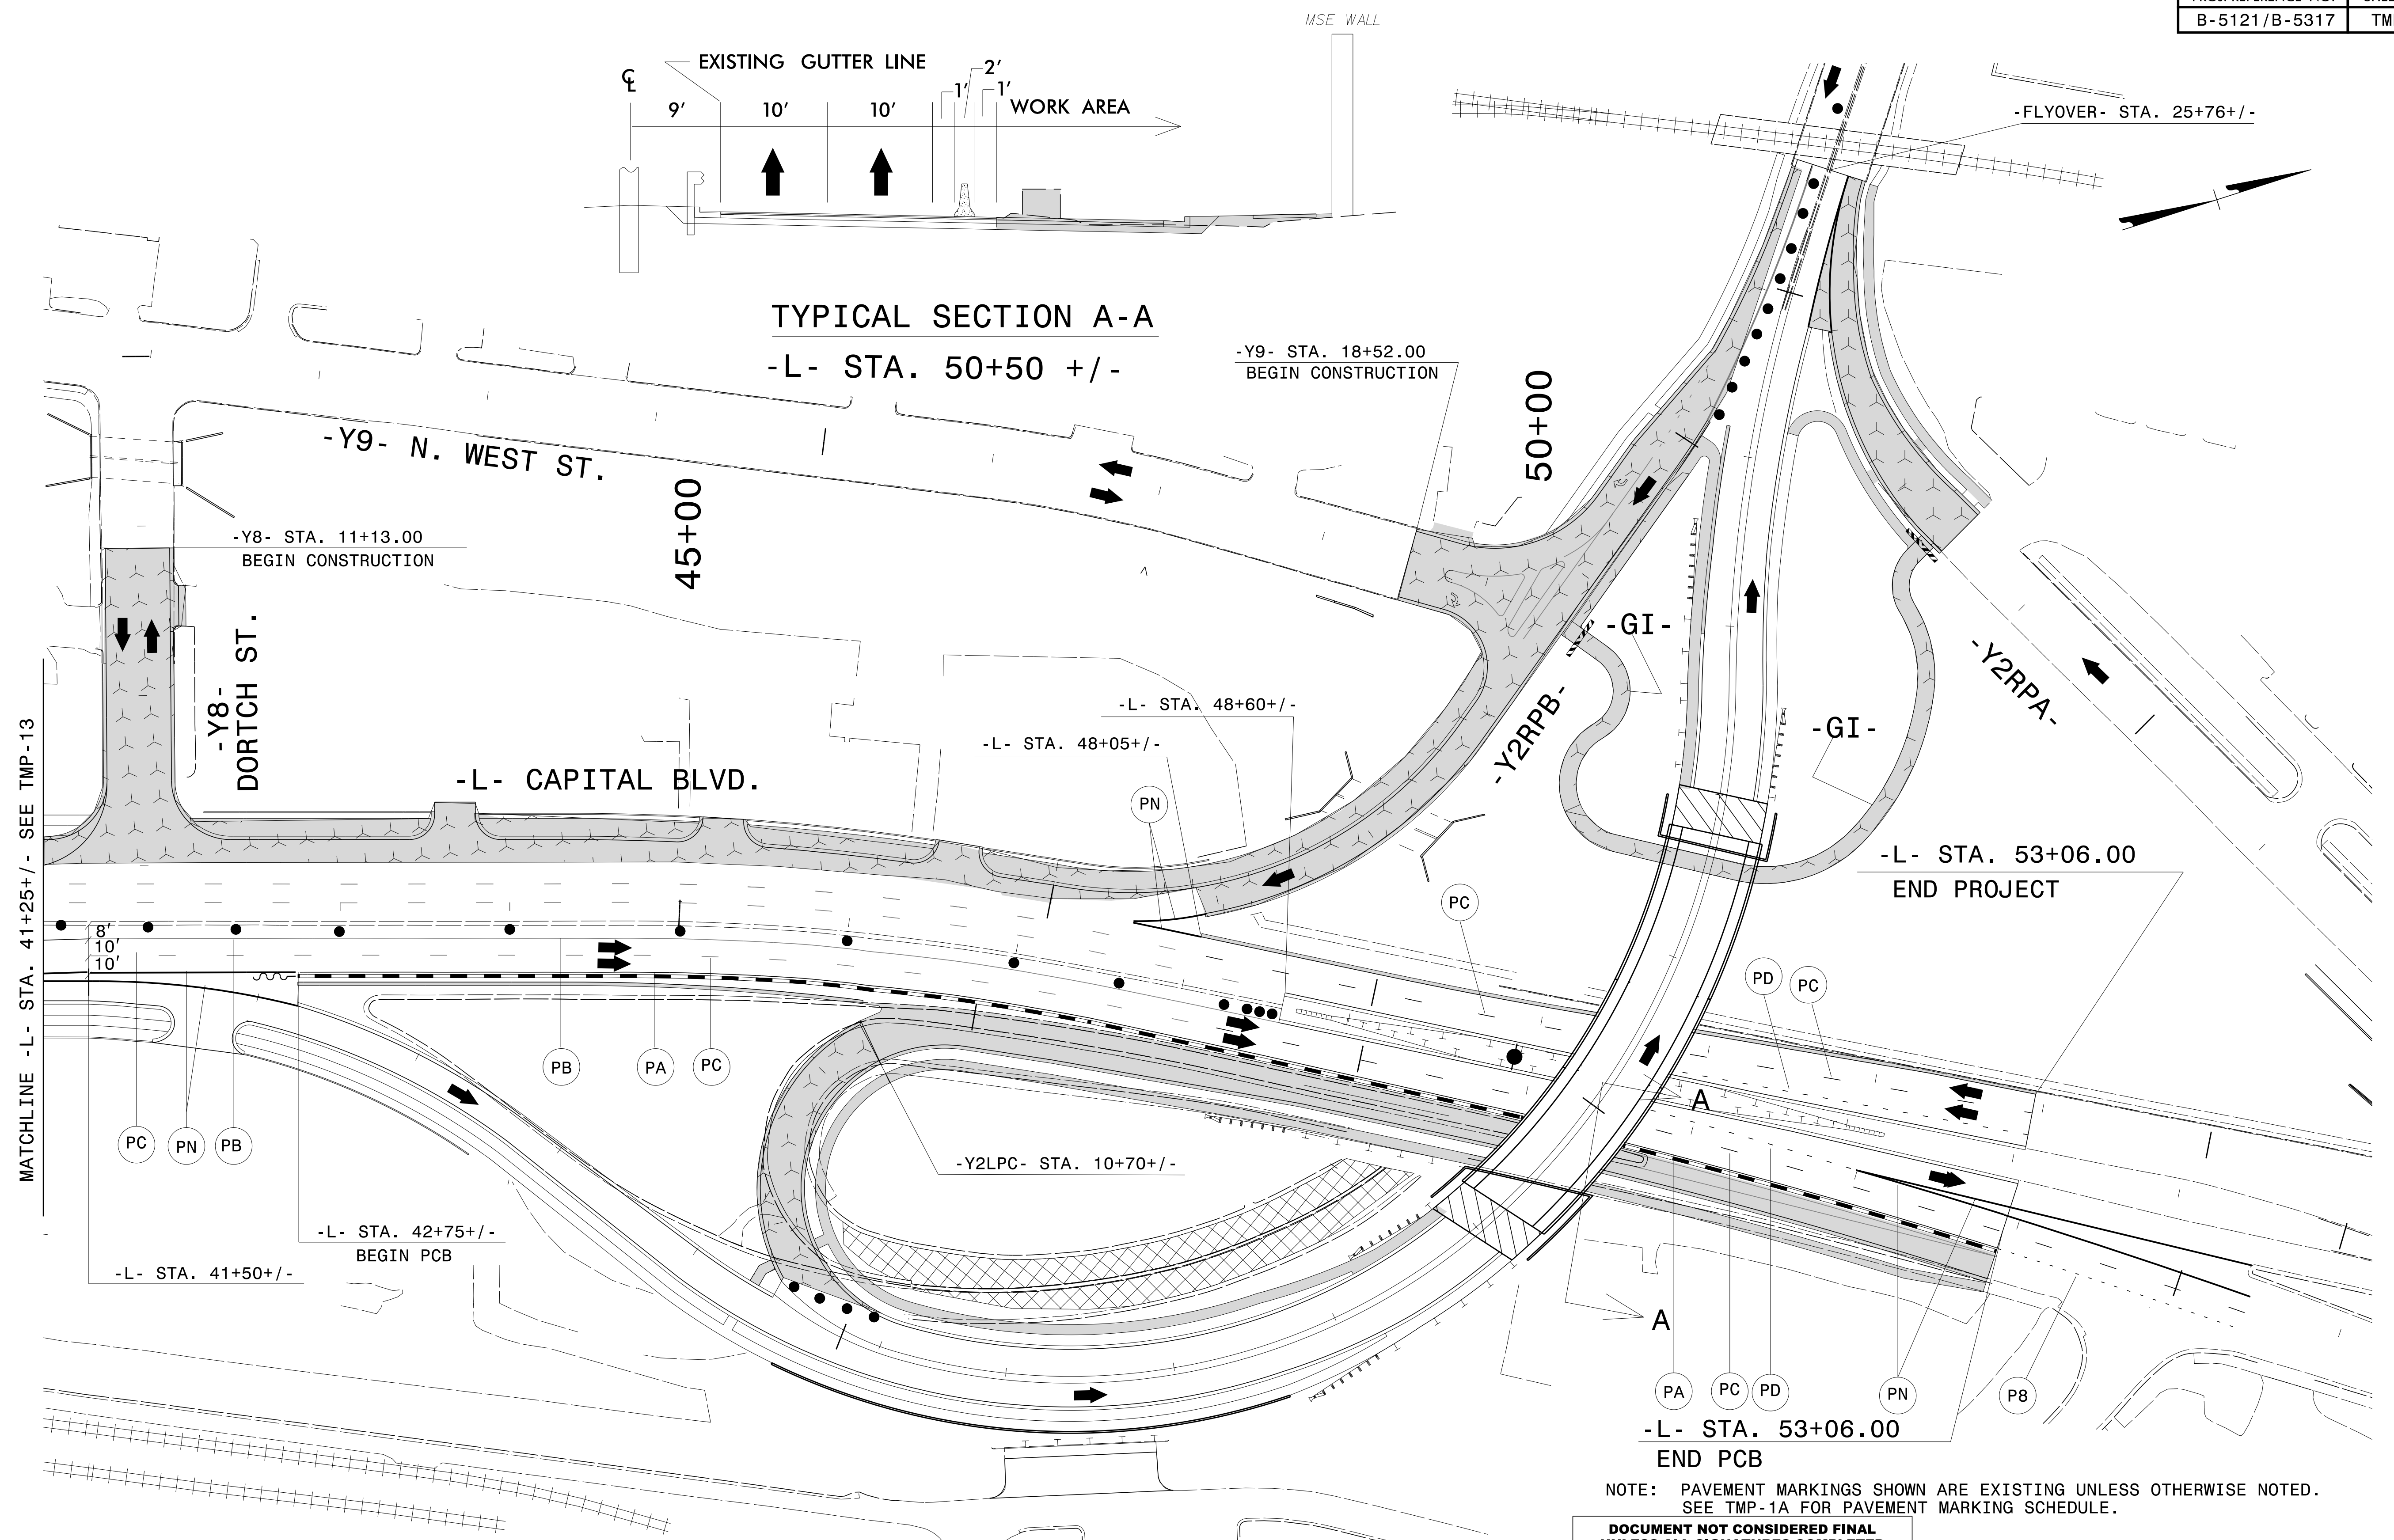 B-5121/B-5317 TM
MSE WALL
EXISTING GUTTER LINE
℄
9'
10'
10'
1'
2'
1'
WORK AREA
TYPICAL SECTION A-A
-L- STA. 50+50 +/-
-FLYOVER- STA. 25+76+/-
-Y9- STA. 18+52.00
BEGIN CONSTRUCTION
50+00
-Y9- N. WEST ST.
45+00
-Y8- STA. 11+13.00
BEGIN CONSTRUCTION
-Y8-
DORTCH ST.
-GI-
-GI-
-Y2RPB-
-Y2RPA-
-L- STA. 48+60+/-
-L- STA. 48+05+/-
-L- CAPITAL BLVD.
PN
PC
-L- STA. 53+06.00
END PROJECT
MATCHLINE -L- STA. 41+25+/- SEE TMP-13
8'
10'
10'
PD
PC
PB
PA
PC
PC
PN
PB
A
-Y2LPC- STA. 10+70+/-
-L- STA. 42+75+/-
BEGIN PCB
-L- STA. 41+50+/-
A
PA
PC
PD
PN
P8
-L- STA. 53+06.00
END PCB
NOTE: PAVEMENT MARKINGS SHOWN ARE EXISTING UNLESS OTHERWISE NOTED.
SEE TMP-1A FOR PAVEMENT MARKING SCHEDULE.
DOCUMENT NOT CONSIDERED FINAL